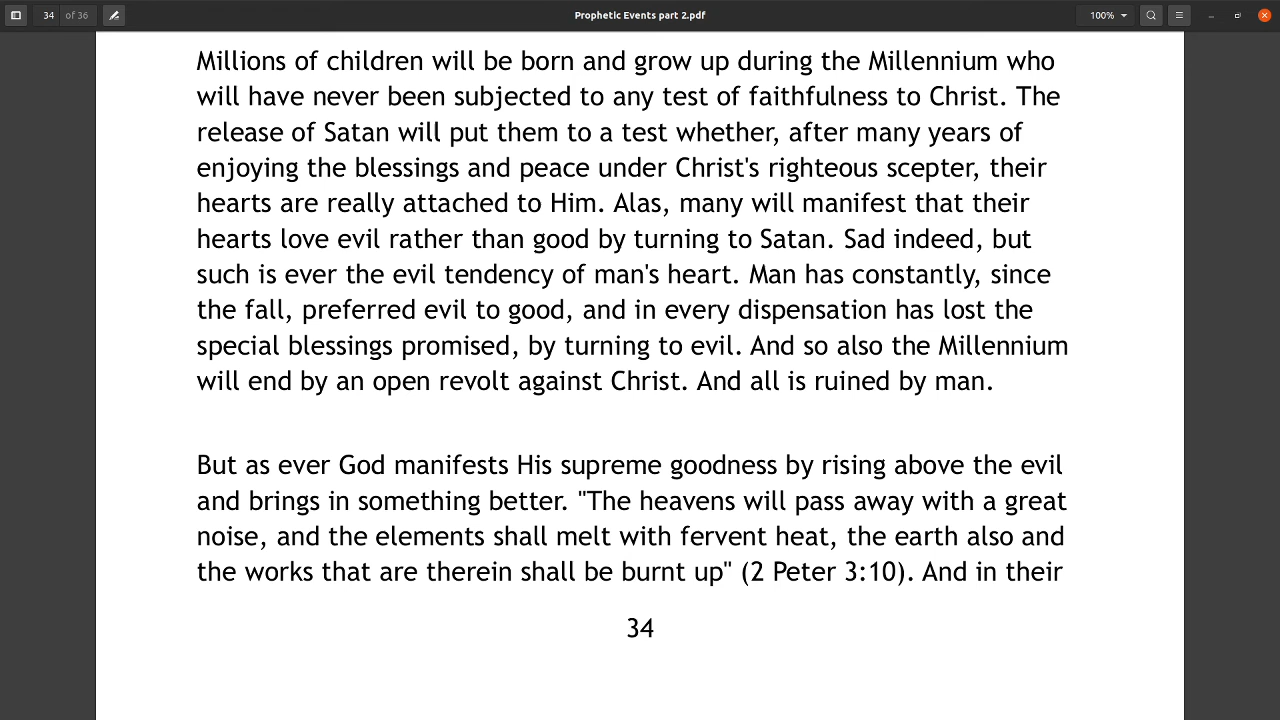 34 of 36
Prophetic Events part 2.pdf
100%
Millions of children will be born and grow up during the Millennium who
will have never been subjected to any test of faithfulness to Christ. The
release of Satan will put them to a test whether, after many years of
enjoying the blessings and peace under Christ's righteous scepter, their
hearts are really attached to Him. Alas, many will manifest that their
hearts love evil rather than good by turning to Satan. Sad indeed, but
such is ever the evil tendency of man's heart. Man has constantly, since
the fall, preferred evil to good, and in every dispensation has lost the
special blessings promised, by turning to evil. And so also the Millennium
will end by an open revolt against Christ. And all is ruined by man.
But as ever God manifests His supreme goodness by rising above the evil
and brings in something better. "The heavens will pass away with a great
noise, and the elements shall melt with fervent heat, the earth also and
the works that are therein shall be burnt up" (2 Peter 3:10). And in their
34